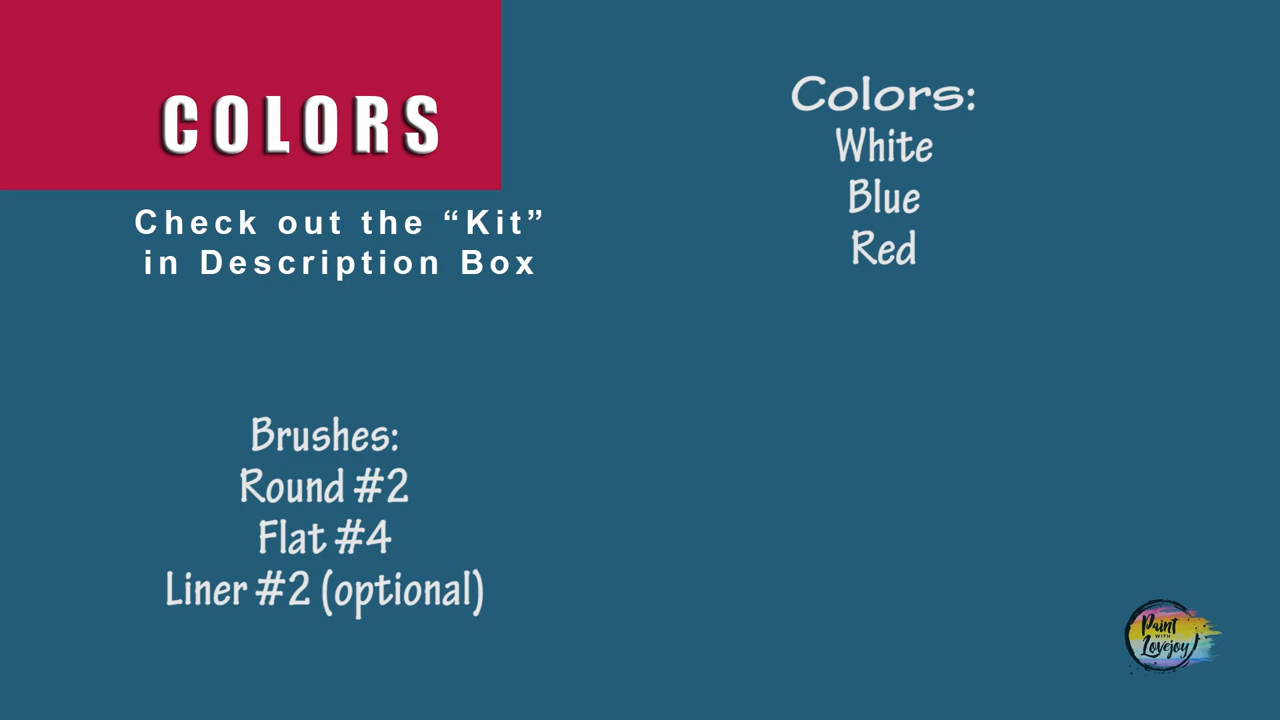 COLORS
Check out the “Kit”
in Description Box
Colors:
White
Blue
Red
Brushes:
Round #2
Flat #4
Liner #2 (optional)
Paint
WITH
Lovejoy